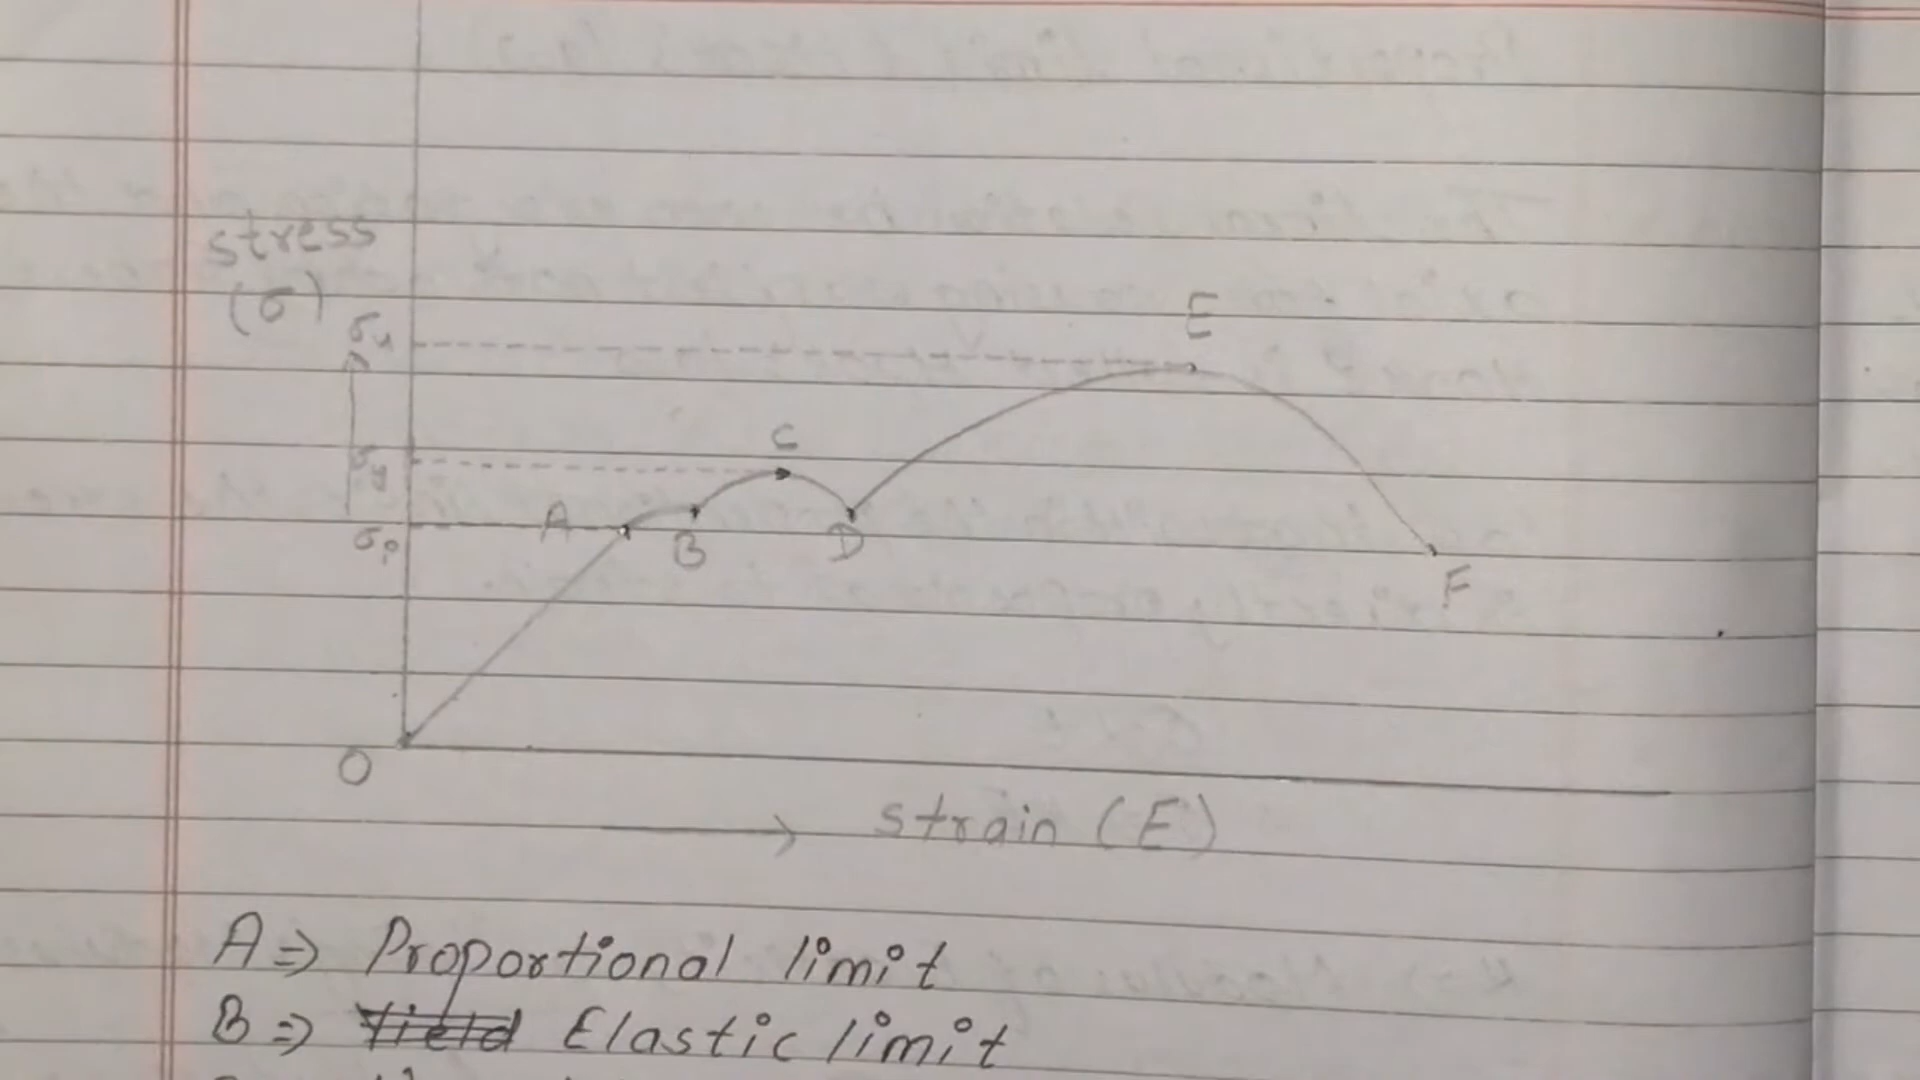 stress
(σ)
E
σu
C
σy
A
B
D
σp
F
O
strain (E)
A => Proportional limit
B => Yield Elastic limit